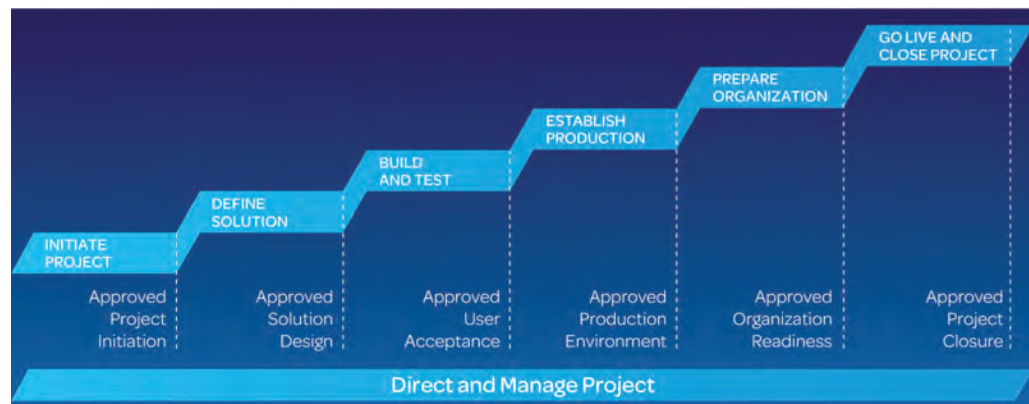 INITIATE
PROJECT
DEFINE
SOLUTION
BUILD
AND TEST
ESTABLISH
PRODUCTION
PREPARE
ORGANIZATION
GO LIVE AND
CLOSE PROJECT
Approved
Project
Initiation
Approved
Solution
Design
Approved
User
Acceptance
Approved
Production
Environment
Approved
Organization
Readiness
Approved
Project
Closure
Direct and Manage Project